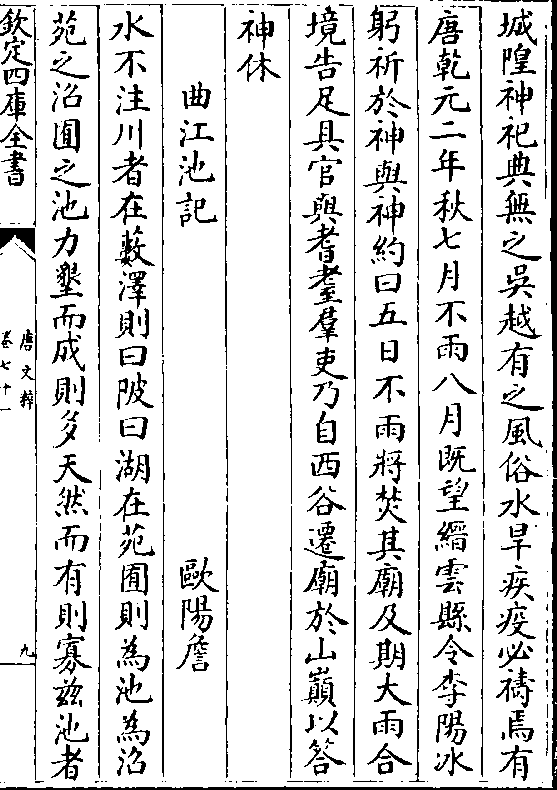 城隍神祀典無之吳越有之風俗水旱疾疫必禱焉有
唐乾元二年秋七月不雨八月既望縉雲縣令李陽冰
躬祈於神與神約曰五日不雨將焚其廟及期大雨合
境告足具官與耆耋羣吏乃自西谷遷廟於山巔以答
神休
曲江池記 歐陽詹
水不注川者在藪澤則曰陂曰湖在苑囿則為池為沼
苑之沼囿之池力墾而成則多天然而有則寡茲池者
欽定四庫全書
唐文粹
卷七十一
九